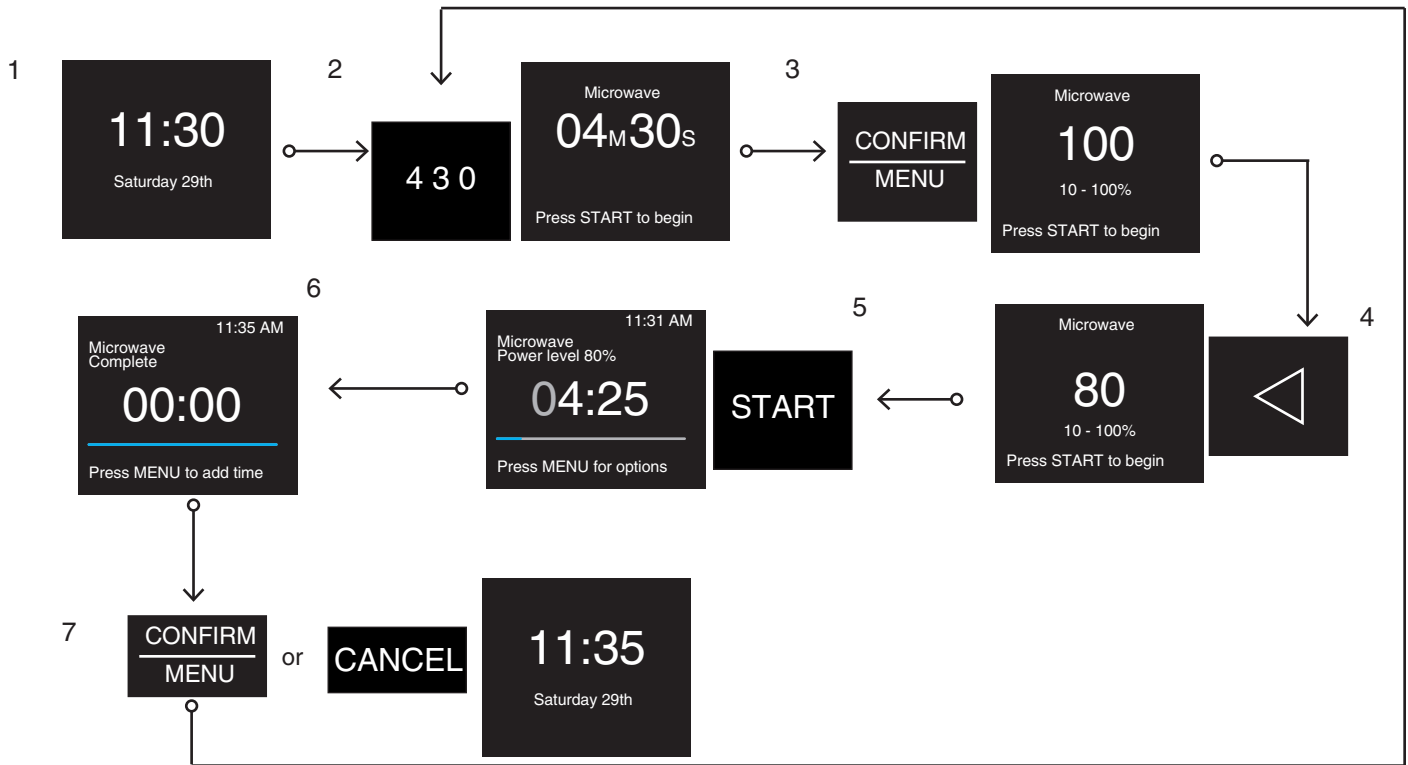 1
11:30
Saturday 29th
2
4 3 0
Microwave
04M30S
Press START to begin
3
CONFIRM
MENU
Microwave
100
10 - 100%
Press START to begin
4
Microwave
80
10 - 100%
Press START to begin
5
START
11:31 AM
Microwave
Power level 80%
04:25
Press MENU for options
6
11:35 AM
Microwave
Complete
00:00
Press MENU to add time
7
CONFIRM
MENU
or
CANCEL
11:35
Saturday 29th